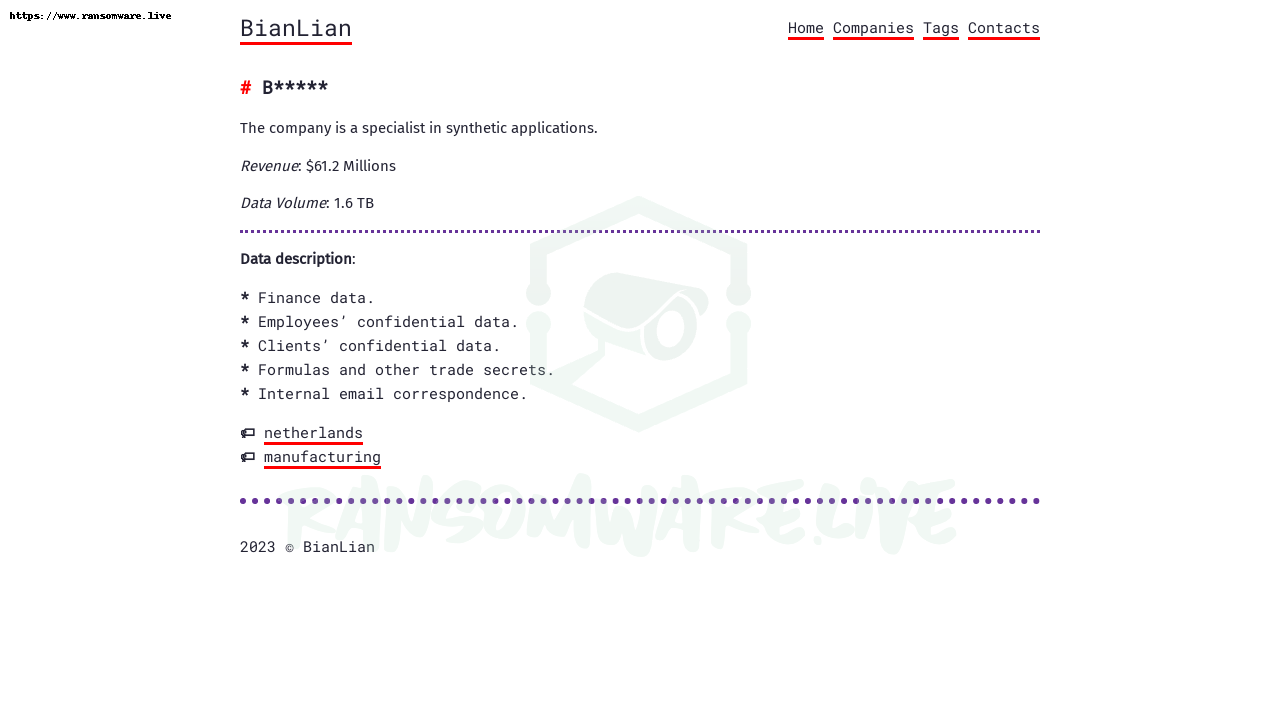 https://www.ransomware.live
BianLian
Home Companies Tags Contacts
# B*****
The company is a specialist in synthetic applications.
Revenue: $61.2 Millions
Data Volume: 1.6 TB
Data description:
* Finance data.
* Employees’ confidential data.
* Clients’ confidential data.
* Formulas and other trade secrets.
* Internal email correspondence.
netherlands
manufacturing
RANSOMWARE.LIVE
2023 © BianLian